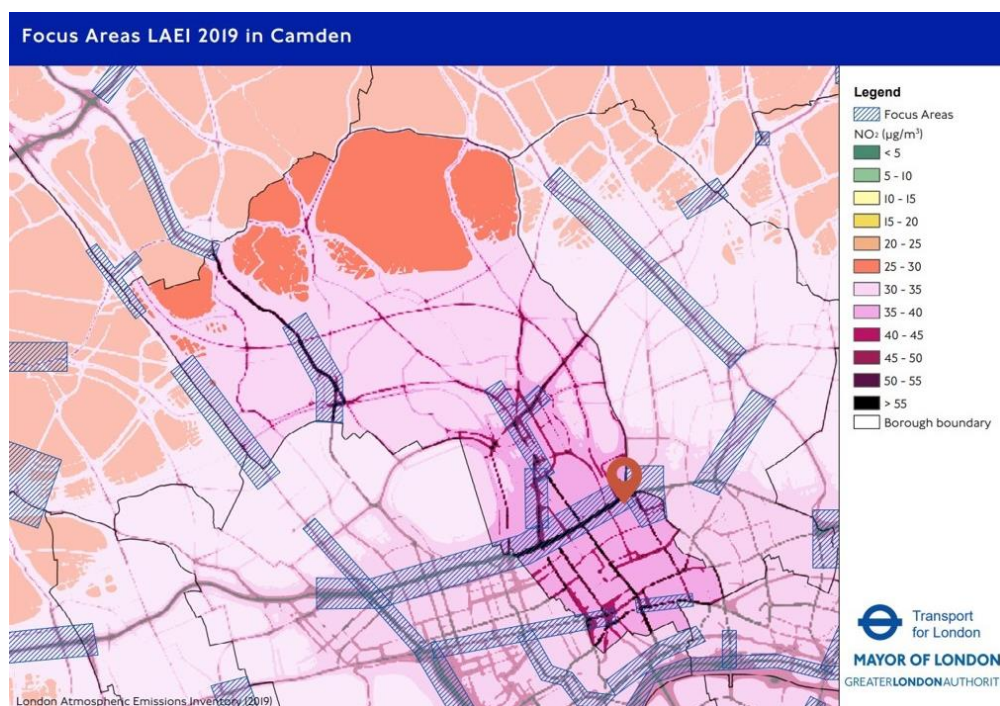 Focus Areas LAEI 2019 in Camden
Legend
Focus Areas
NO₂ (µg/m³)
< 5
5 - 10
10 - 15
15 - 20
20 - 25
25 - 30
30 - 35
35 - 40
40 - 45
45 - 50
50 - 55
> 55
Borough boundary
Transport
for London
MAYOR OF LONDON
GREATERLONDONAUTHORIT
London Atmospheric Emissions Inventory (2019)